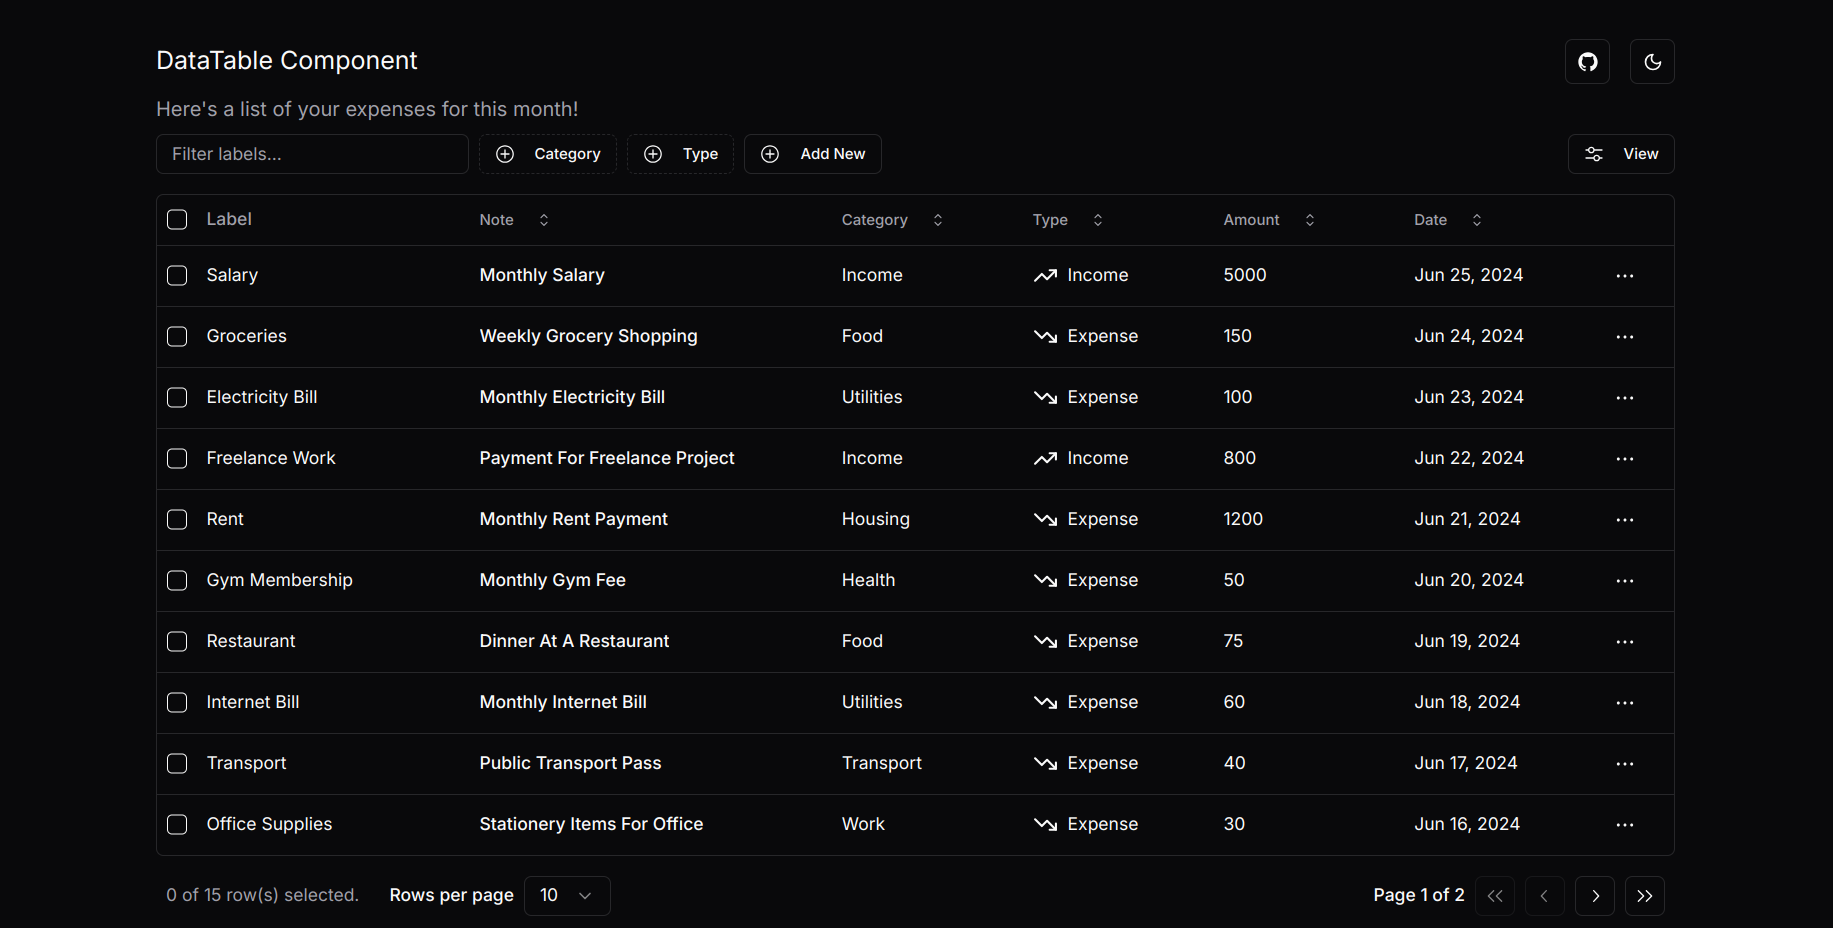 DataTable Component
Here's a list of your expenses for this month!
Filter labels... Category Type Add New View
Label Note Category Type Amount Date
Salary Monthly Salary Income Income 5000 Jun 25, 2024
Groceries Weekly Grocery Shopping Food Expense 150 Jun 24, 2024
Electricity Bill Monthly Electricity Bill Utilities Expense 100 Jun 23, 2024
Freelance Work Payment For Freelance Project Income Income 800 Jun 22, 2024
Rent Monthly Rent Payment Housing Expense 1200 Jun 21, 2024
Gym Membership Monthly Gym Fee Health Expense 50 Jun 20, 2024
Restaurant Dinner At A Restaurant Food Expense 75 Jun 19, 2024
Internet Bill Monthly Internet Bill Utilities Expense 60 Jun 18, 2024
Transport Public Transport Pass Transport Expense 40 Jun 17, 2024
Office Supplies Stationery Items For Office Work Expense 30 Jun 16, 2024
0 of 15 row(s) selected. Rows per page 10 Page 1 of 2